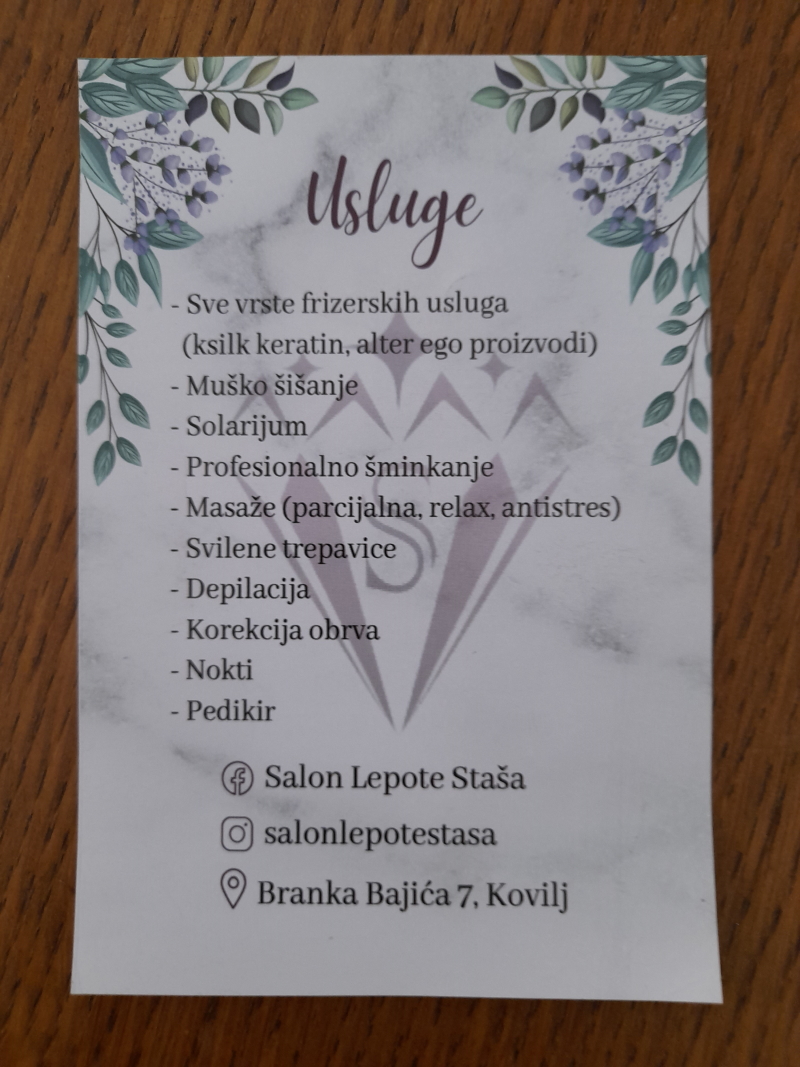 Usluge
- Sve vrste frizerskih usluga
(ksilk keratin, alter ego proizvodi)
- Muško šišanje
- Solarijum
- Profesionalno šminkanje
- Masaže (parcijalna, relax, antistres)
- Svilene trepavice
- Depilacija
- Korekcija obrva
- Nokti
- Pedikir
Salon Lepote Staša
salonlepotestasa
Branka Bajića 7, Kovilj
S